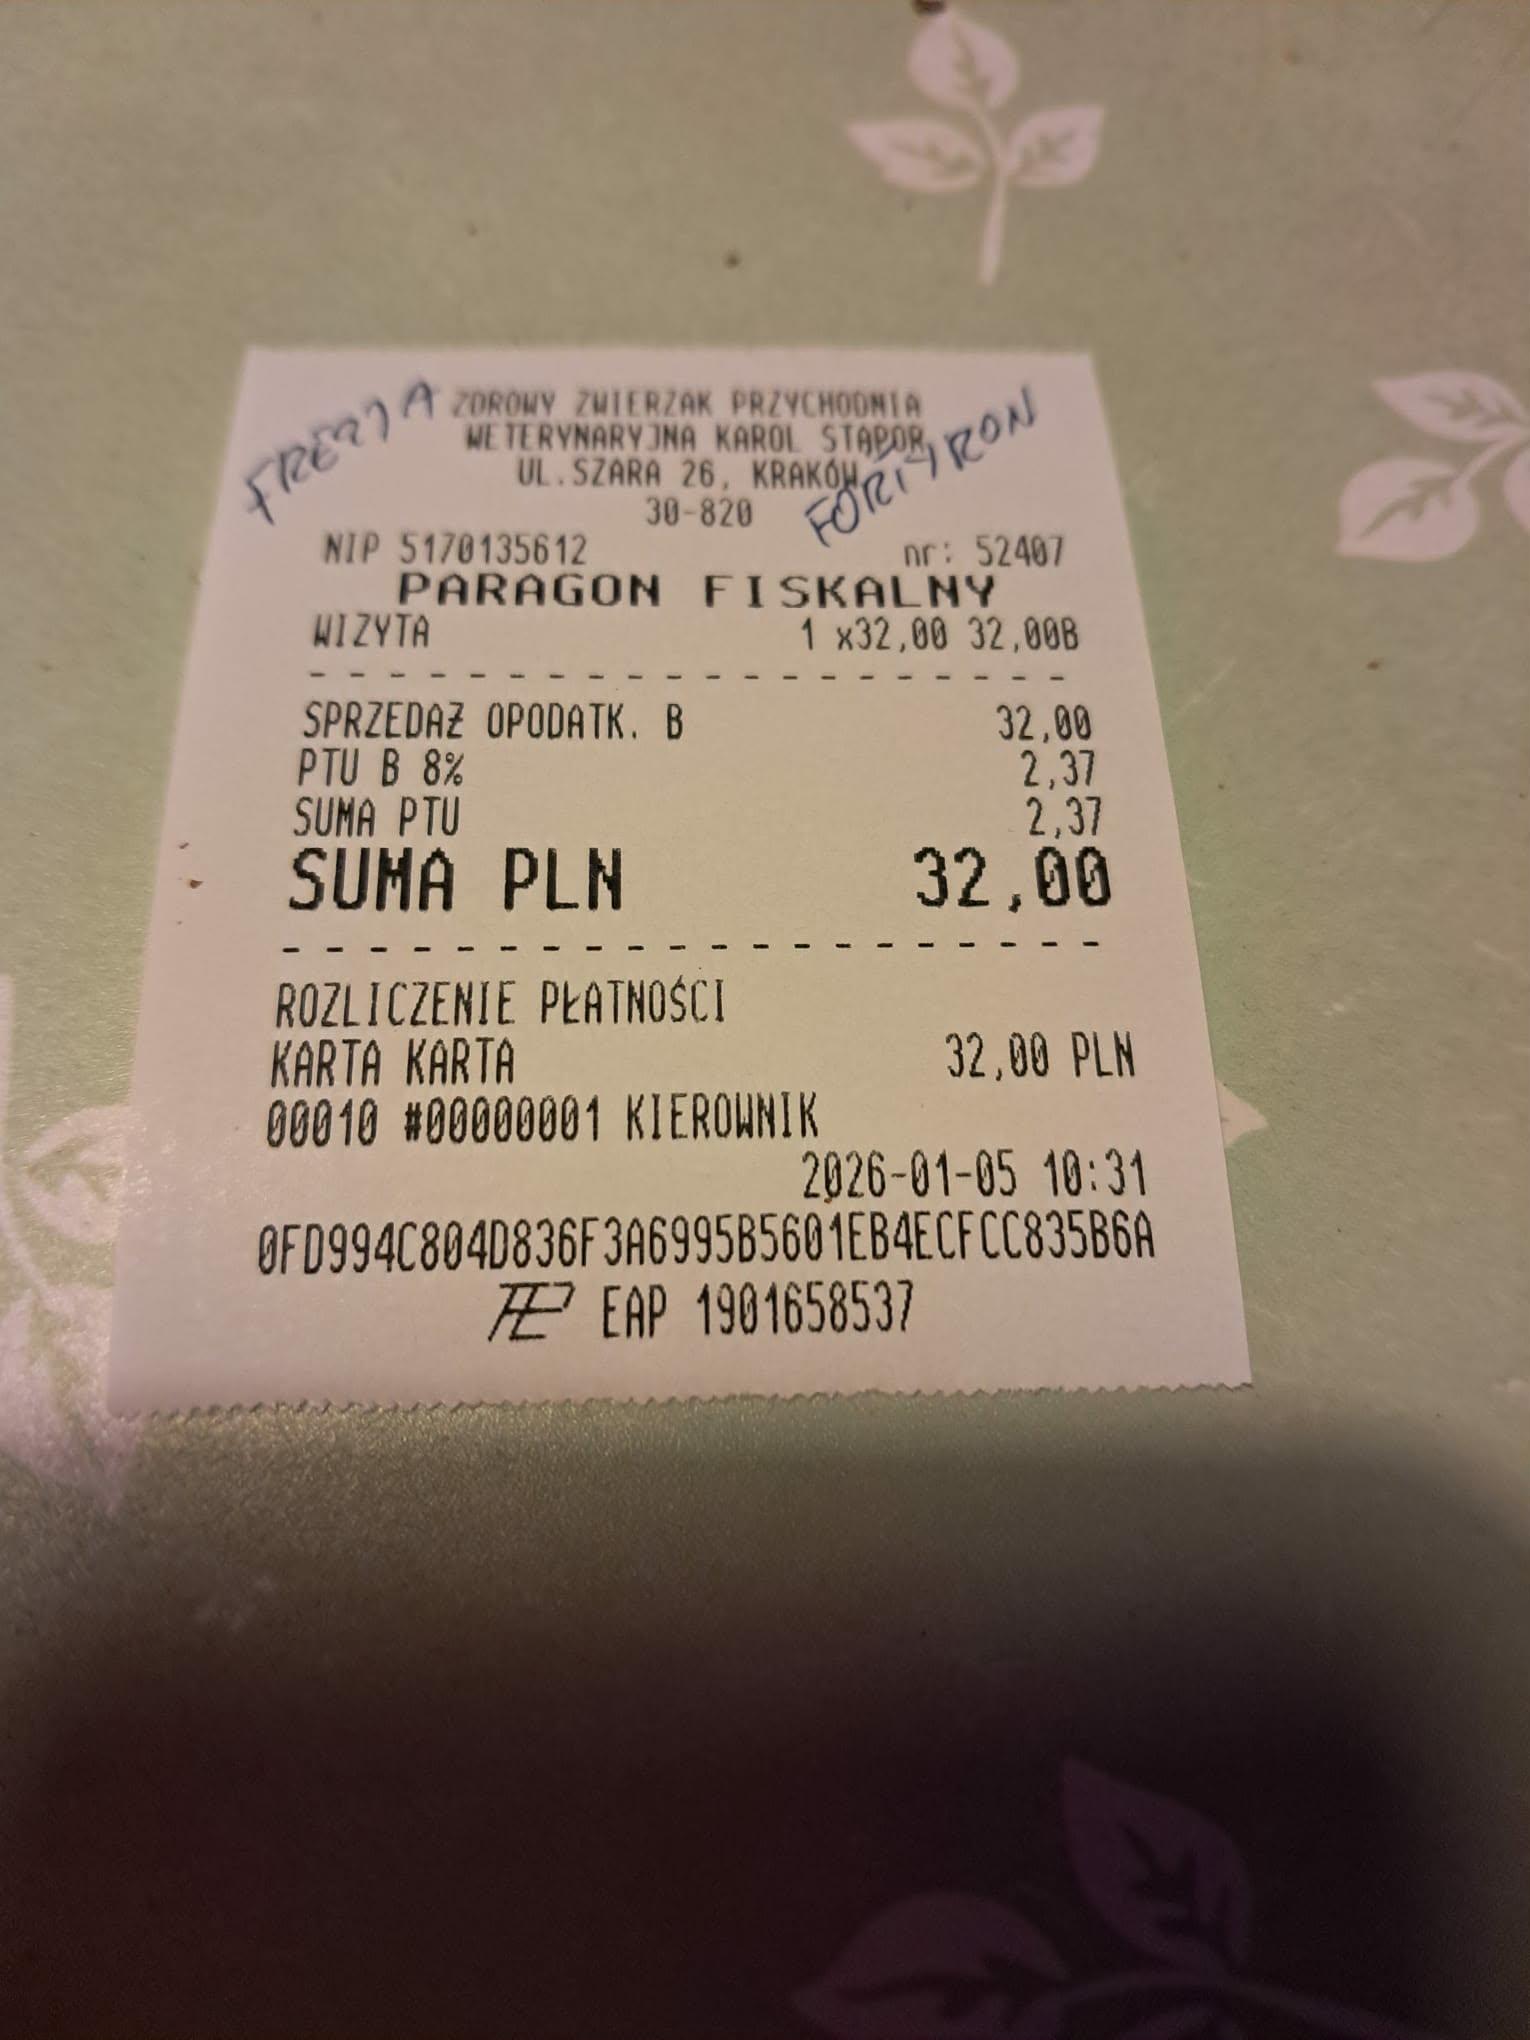 FREZJA
FORTYRON
ZDROWY ZWIERZAK PRZYCHODNIA
WETERYNARYJNA KAROL STĄPOR
UL.SZARA 26, KRAKÓW
30-820
NIP 5170135612 nr: 52407
PARAGON FISKALNY
WIZYTA 1 x32,00 32,00B
SPRZEDAŻ OPODATK. B 32,00
PTU B 8% 2,37
SUMA PTU 2,37
SUMA PLN 32,00
ROZLICZENIE PŁATNOŚCI
KARTA KARTA 32,00 PLN
00010 #00000001 KIEROWNIK
2026-01-05 10:31
0FD994C804D836F3A6995B5601EB4ECFCC835B6A
EAP 1901658537